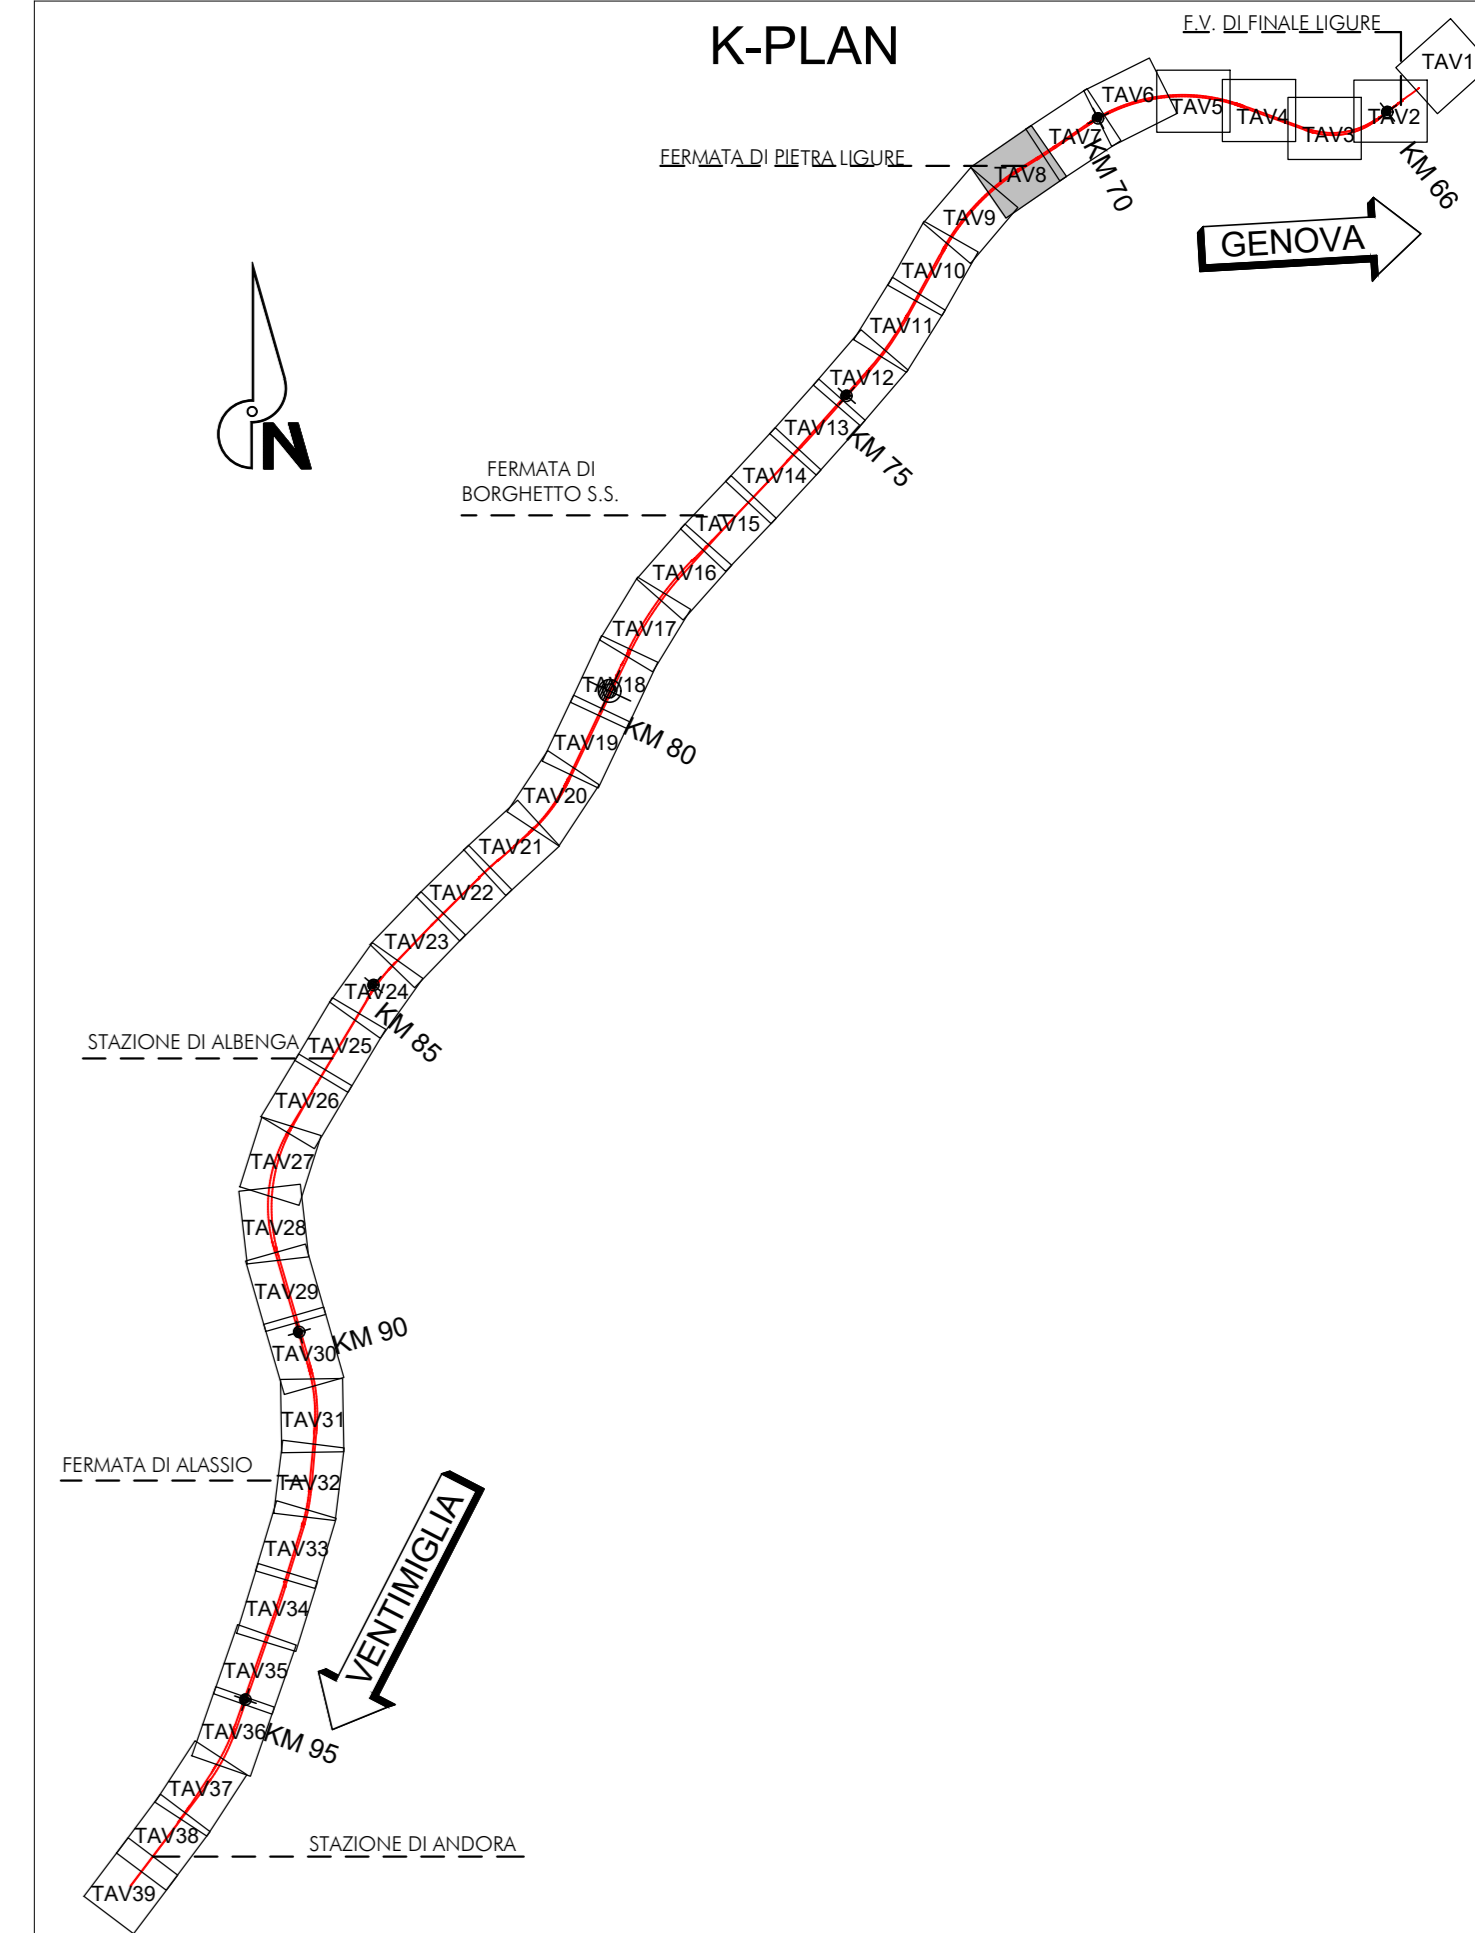 K-PLAN
F.V. DI FINALE LIGURE
TAV1
TAV2
TAV3
TAV4
TAV5
TAV6
TAV7
KM 66
KM 70
FERMATA DI PIETRA LIGURE
TAV8
GENOVA
TAV9
TAV10
TAV11
TAV12
N
TAV13
KM 75
FERMATA DI
BORGHETTO S.S.
TAV14
TAV15
TAV16
TAV17
TAV18
KM 80
TAV19
TAV20
TAV21
TAV22
TAV23
TAV24
KM 85
STAZIONE DI ALBENGA
TAV25
TAV26
TAV27
TAV28
TAV29
KM 90
TAV30
TAV31
FERMATA DI ALASSIO
TAV32
VENTIMIGLIA
TAV33
TAV34
TAV35
TAV36
KM 95
TAV37
TAV38
STAZIONE DI ANDORA
TAV39